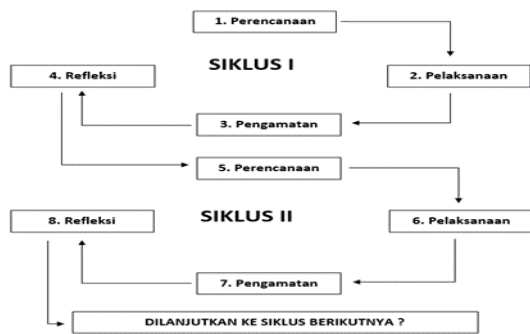 1. Perencanaan
SIKLUS I
4. Refleksi
2. Pelaksanaan
3. Pengamatan
5. Perencanaan
SIKLUS II
8. Refleksi
6. Pelaksanaan
7. Pengamatan
DILANJUTKAN KE SIKLUS BERIKUTNYA ?